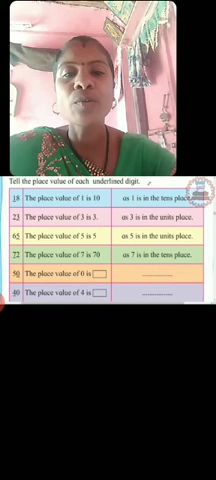 Tell the place value of each underlined digit.
18 The place value of 1 is 10 as 1 is in the tens place.
23 The place value of 3 is 3. as 3 is in the units place.
65 The place value of 5 is 5 as 5 is in the units place.
72 The place value of 7 is 70 as 7 is in the tens place.
50 The place value of 0 is
40 The place value of 4 is